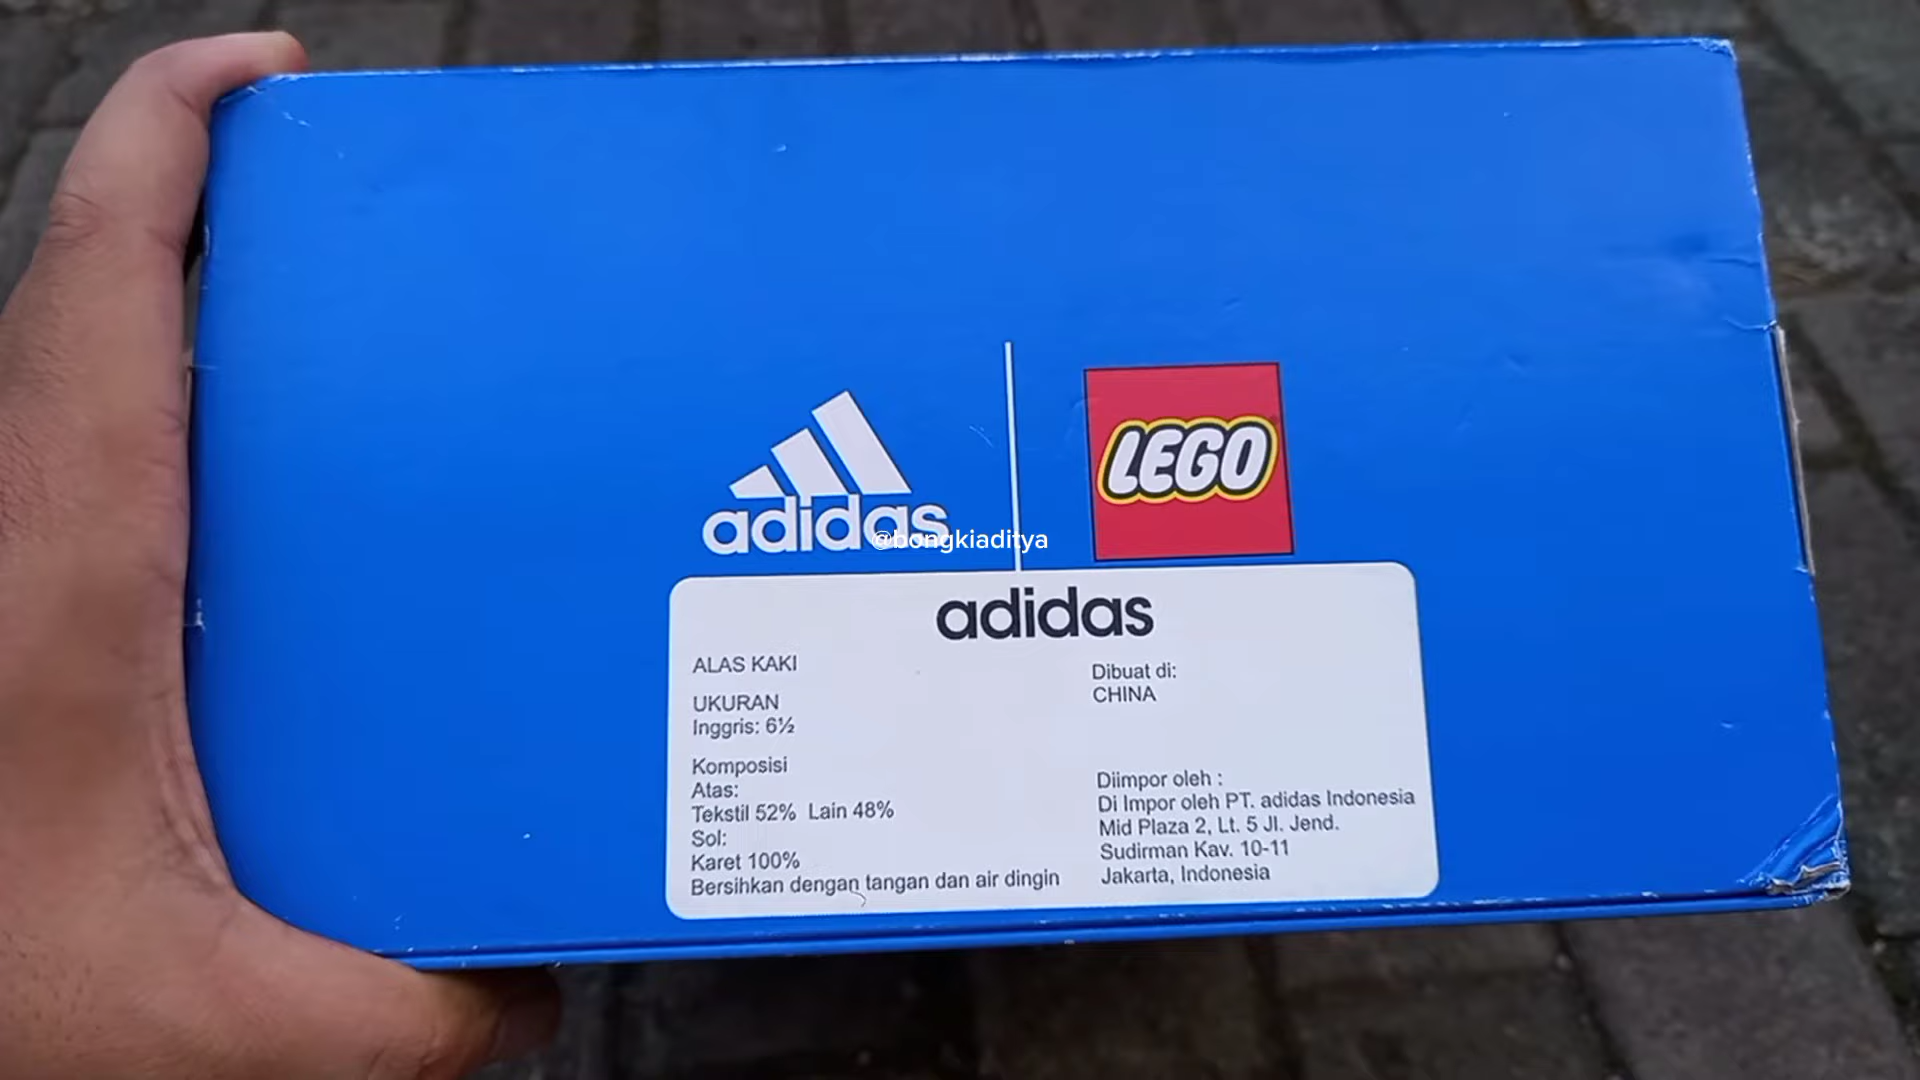 adidas
LEGO
@bongkiaditya
adidas
ALAS KAKI
UKURAN
Inggris: 6½
Komposisi
Atas:
Tekstil 52% Lain 48%
Sol:
Karet 100%
Bersihkan dengan tangan dan air dingin
Dibuat di:
CHINA
Diimpor oleh :
Di Impor oleh PT. adidas Indonesia
Mid Plaza 2, Lt. 5 Jl. Jend.
Sudirman Kav. 10-11
Jakarta, Indonesia